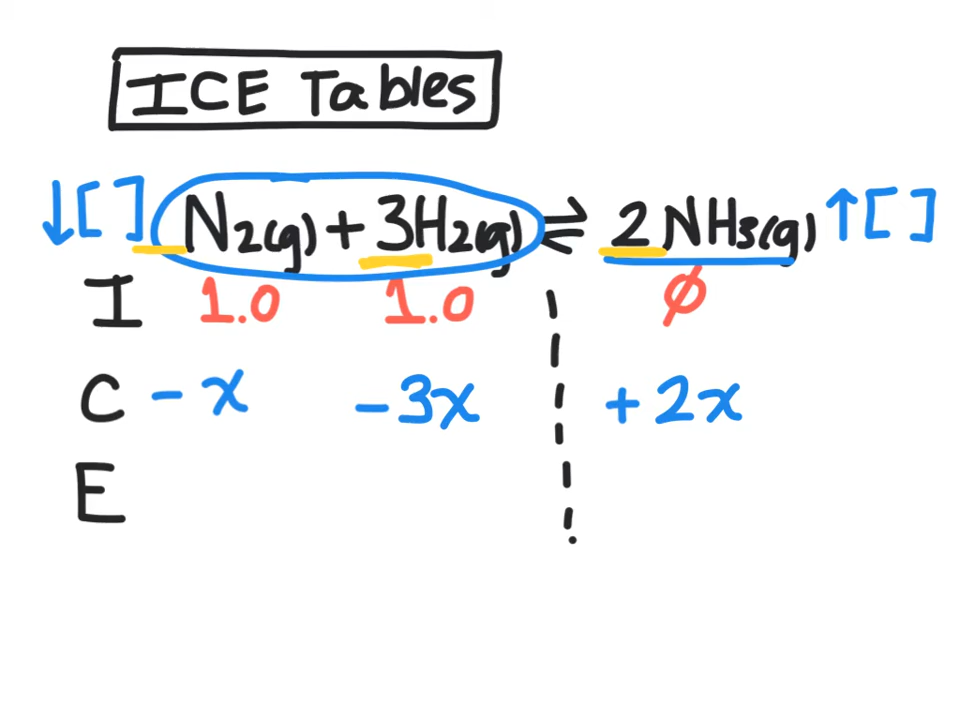 ICE Tables
↓[ ] N₂(g) + 3H₂(g) ⇌ 2NH₃(g) ↑[ ]
I 1.0 1.0 ∅
C -x -3x +2x
E